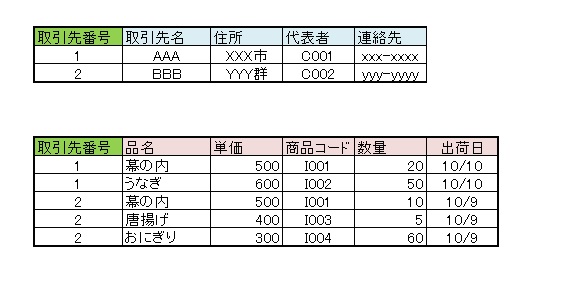 取引先番号 取引先名 住所 代表者 連絡先
1 AAA XXX市 C001 xxx-xxxx
2 BBB YYY群 C002 yyy-yyyy
取引先番号 品名 単価 商品コード 数量 出荷日
1 幕の内 500 I001 20 10/10
1 うなぎ 600 I002 50 10/10
2 幕の内 500 I001 10 10/9
2 唐揚げ 400 I003 5 10/9
2 おにぎり 300 I004 60 10/9